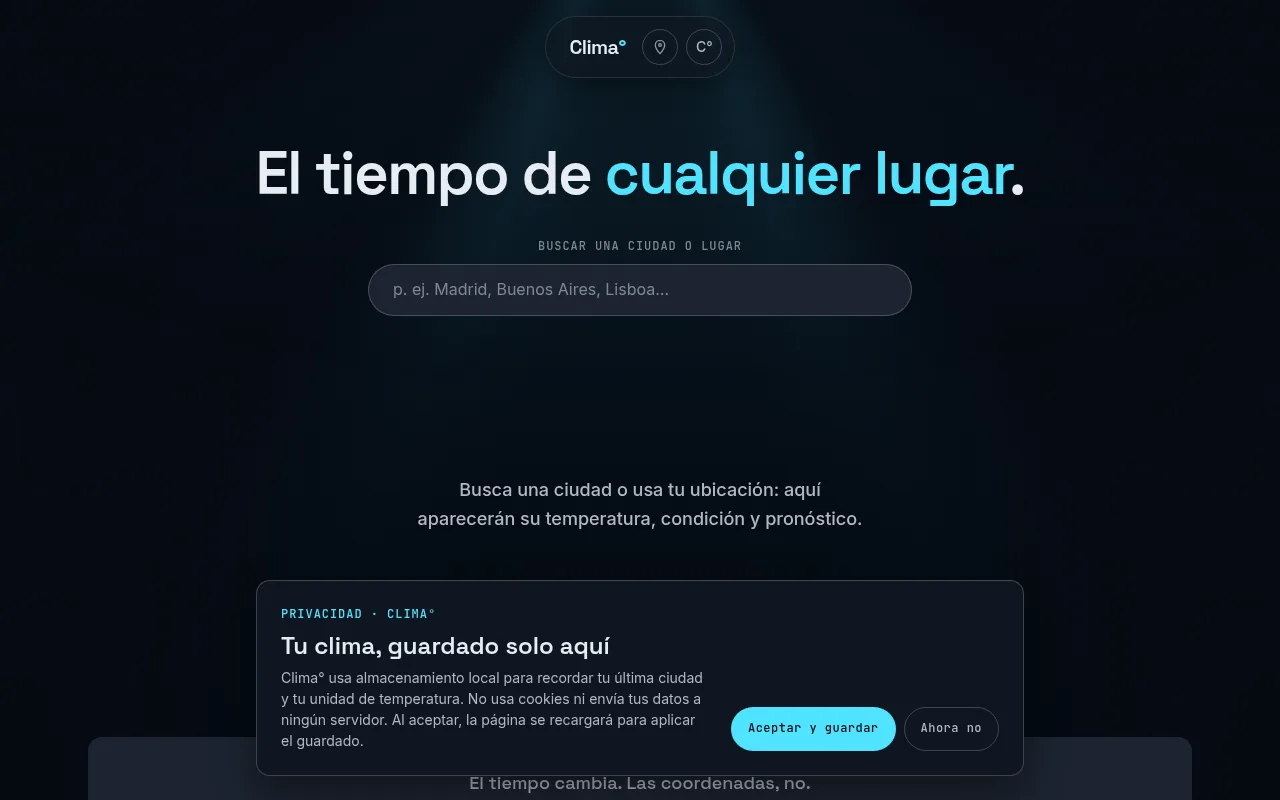 Clima°
C°
El tiempo de cualquier lugar.
BUSCAR UNA CIUDAD O LUGAR
p. ej. Madrid, Buenos Aires, Lisboa...
Busca una ciudad o usa tu ubicación: aquí
aparecerán su temperatura, condición y pronóstico.
PRIVACIDAD · CLIMA°
Tu clima, guardado solo aquí
Clima° usa almacenamiento local para recordar tu última ciudad
y tu unidad de temperatura. No usa cookies ni envía tus datos a
ningún servidor. Al aceptar, la página se recargará para aplicar
el guardado.
Aceptar y guardar
Ahora no
El tiempo cambia. Las coordenadas, no.